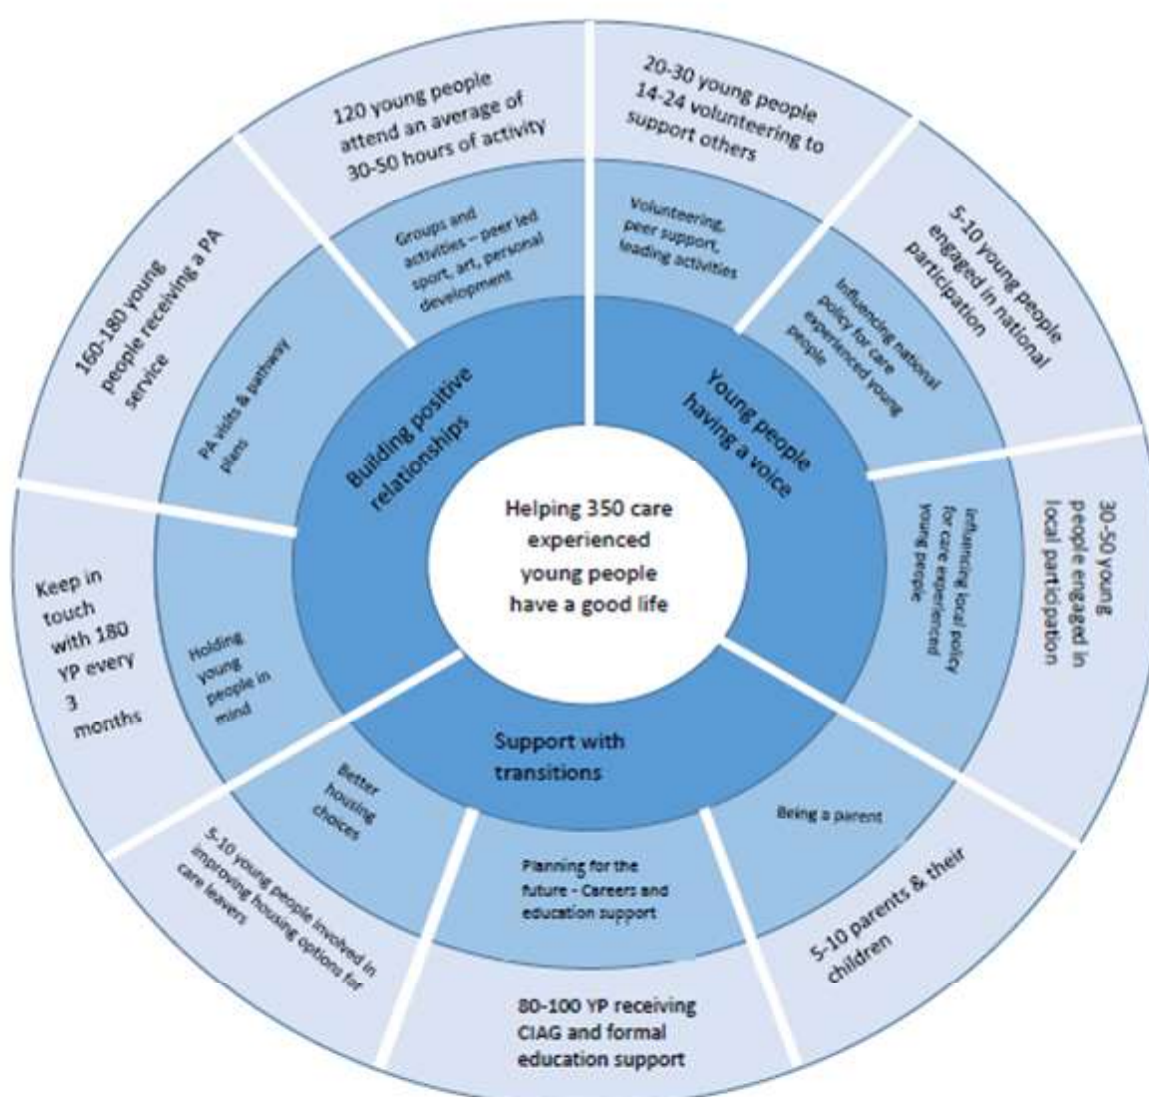 Helping 350 care
experienced
young people
have a good life
Young people
having a voice
Support with
transitions
Building positive
relationships
Volunteering,
peer support,
leading activities
Influencing national
policy for care
experienced young
people
Influencing local policy
for care experienced
young people
Being a parent
Planning for the
future - Careers and
education support
Better
housing
choices
Holding
young
people in
mind
PA visits & pathway
plans
Groups and
activities – peer led
sport, art, personal
development
20-30 young people
14-24 volunteering to
support others
5-10 young people
engaged in national
participation
30-50 young
people engaged in
local participation
5-10 parents & their
children
80-100 YP receiving
CIAG and formal
education support
5-10 young people involved in
improving housing options for
care leavers
Keep in
touch
with 180
YP every
3
months
160-180 young
people receiving a PA
service
120 young people
attend an average of
30-50 hours of activity